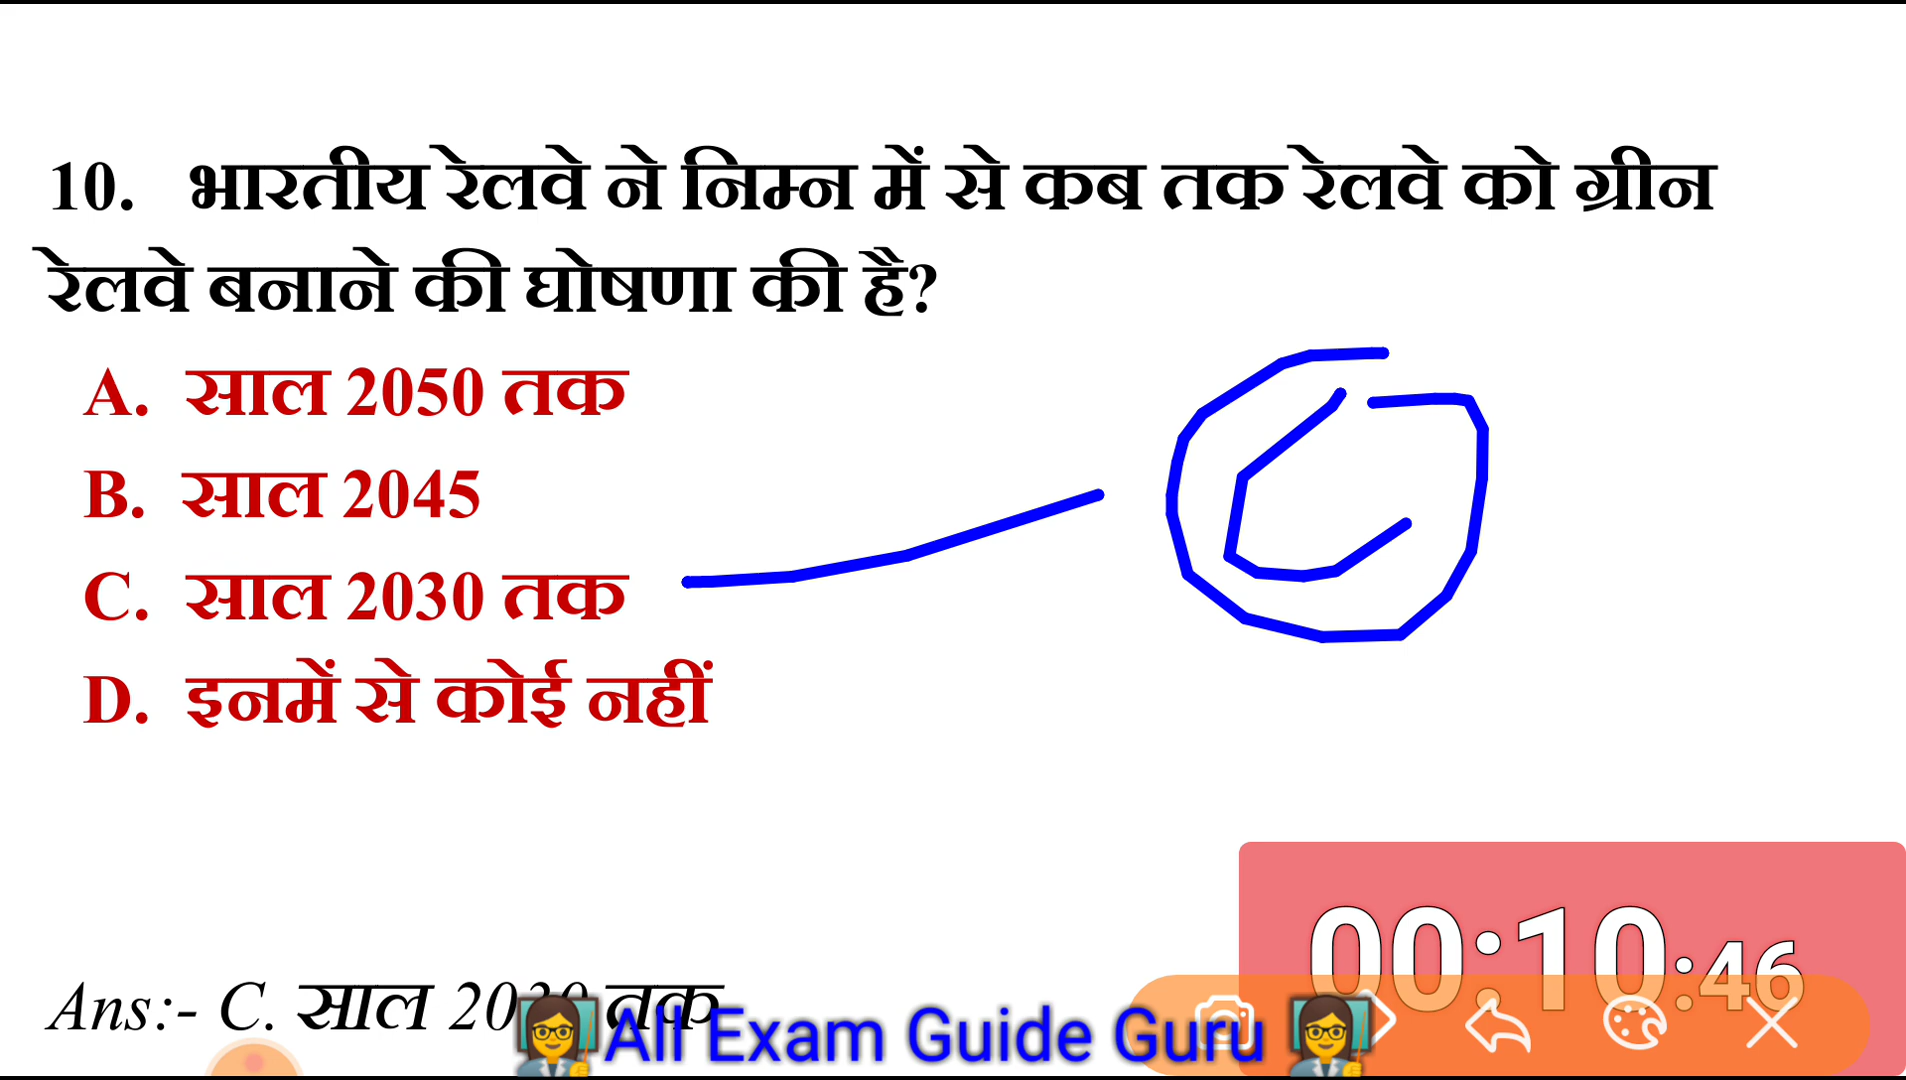 10. भारतीय रेलवे ने निम्न में से कब तक रेलवे को ग्रीन
रेलवे बनाने की घोषणा की है?
A. साल 2050 तक
B. साल 2045
C. साल 2030 तक
D. इनमें से कोई नहीं
C
00:10:46
Ans:- C. साल 2030 तक
All Exam Guide Guru